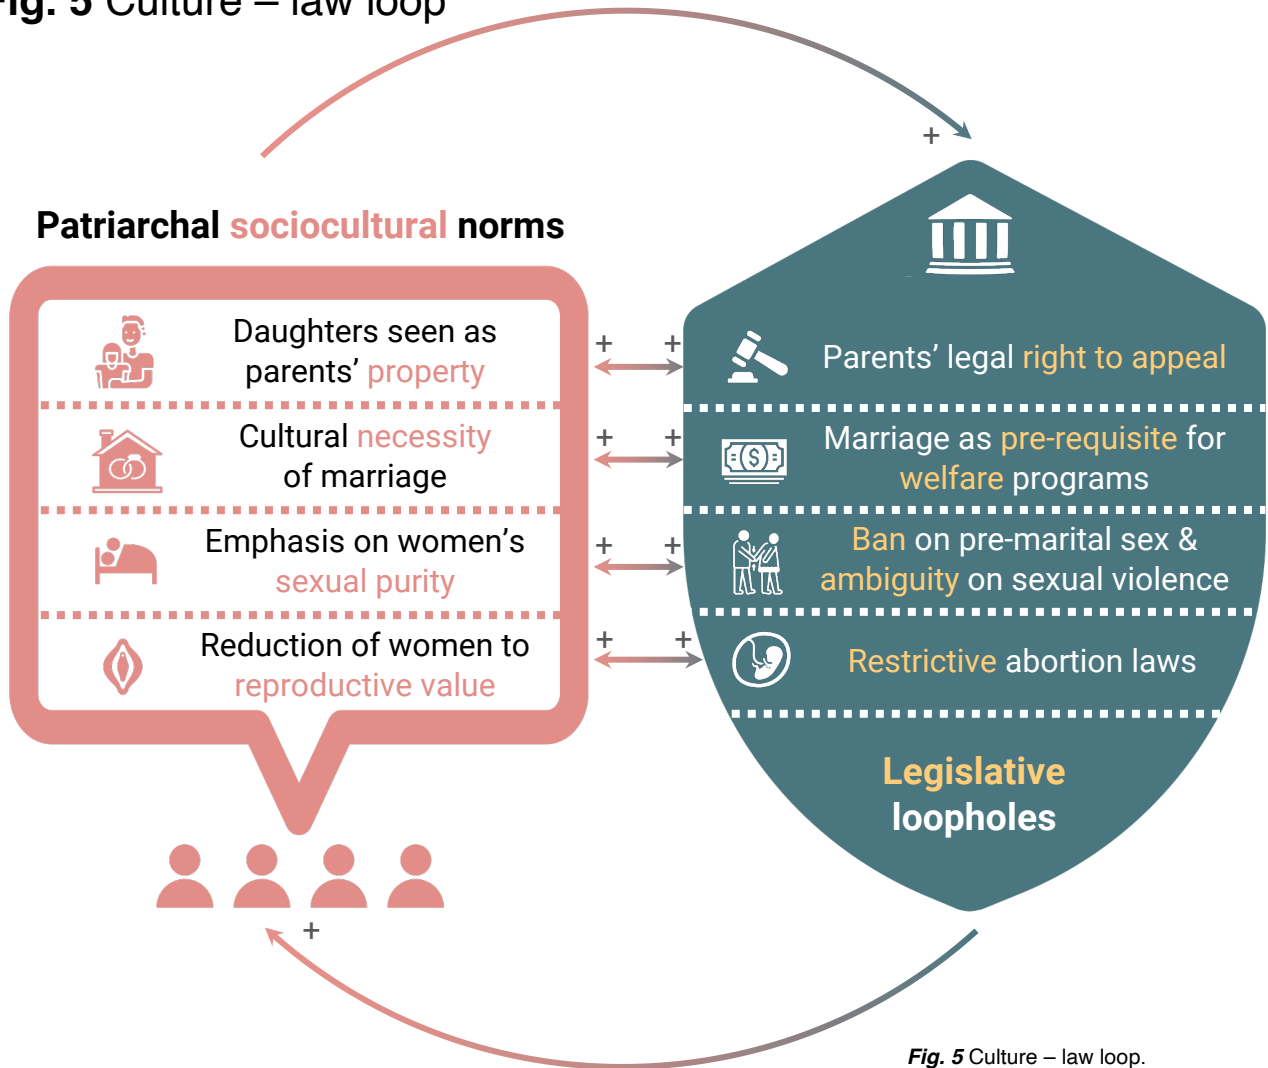 Fig. 5 Culture – law loop
+
Patriarchal sociocultural norms
Daughters seen as
parents’ property
+ +
Parents’ legal right to appeal
Cultural necessity
of marriage
+ +
Marriage as pre-requisite for
welfare programs
Emphasis on women’s
sexual purity
+ +
Ban on pre-marital sex &
ambiguity on sexual violence
Reduction of women to
reproductive value
+ +
Restrictive abortion laws
Legislative
loopholes
+
Fig. 5 Culture – law loop.